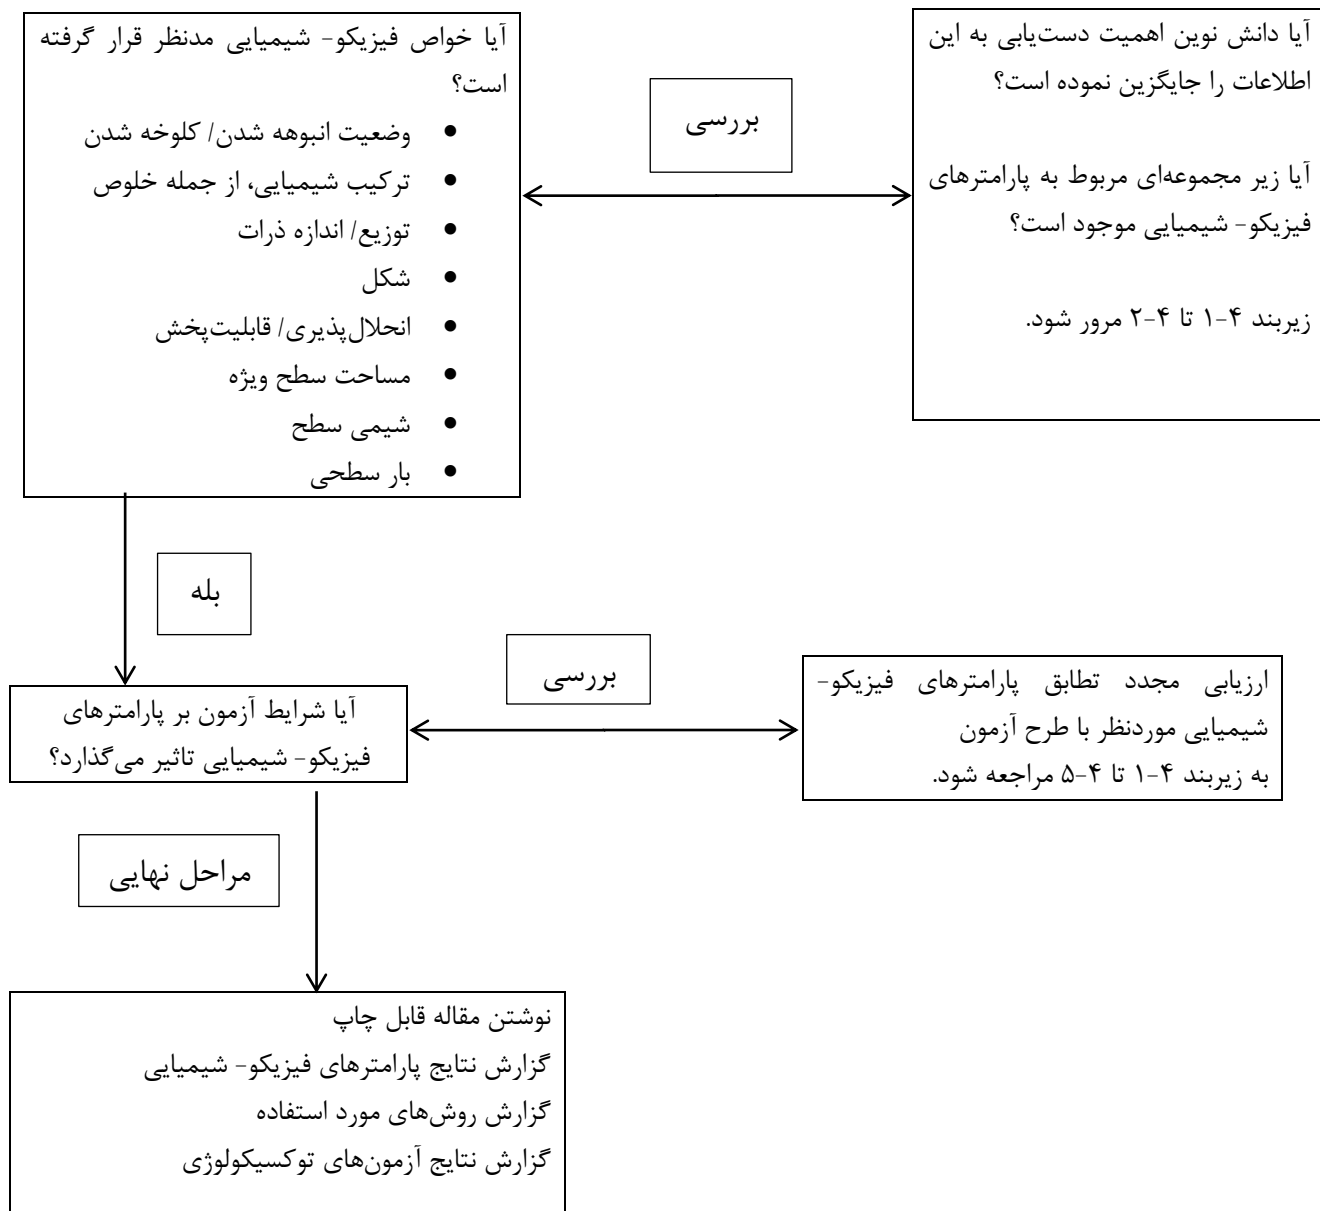 آیا خواص فیزیکو- شیمیایی مدنظر قرار گرفته
است؟
• وضعیت انبوهه شدن/ کلوخه شدن
• ترکیب شیمیایی، از جمله خلوص
• توزیع/ اندازه ذرات
• شکل
• انحلال‌پذیری/ قابلیت‌پخش
• مساحت سطح ویژه
• شیمی سطح
• بار سطحی
بررسی
آیا دانش نوین اهمیت دست‌یابی به این
اطلاعات را جایگزین نموده است؟
آیا زیر مجموعه‌ای مربوط به پارامترهای
فیزیکو- شیمیایی موجود است؟
زیربند ۴-۱ تا ۴-۲ مرور شود.
بله
آیا شرایط آزمون بر پارامترهای
فیزیکو- شیمیایی تاثیر می‌گذارد؟
بررسی
ارزیابی مجدد تطابق پارامترهای فیزیکو-
شیمیایی موردنظر با طرح آزمون
به زیربند ۴-۱ تا ۴-۵ مراجعه شود.
مراحل نهایی
نوشتن مقاله قابل چاپ
گزارش نتایج پارامترهای فیزیکو- شیمیایی
گزارش روش‌های مورد استفاده
گزارش نتایج آزمون‌های توکسیکولوژی